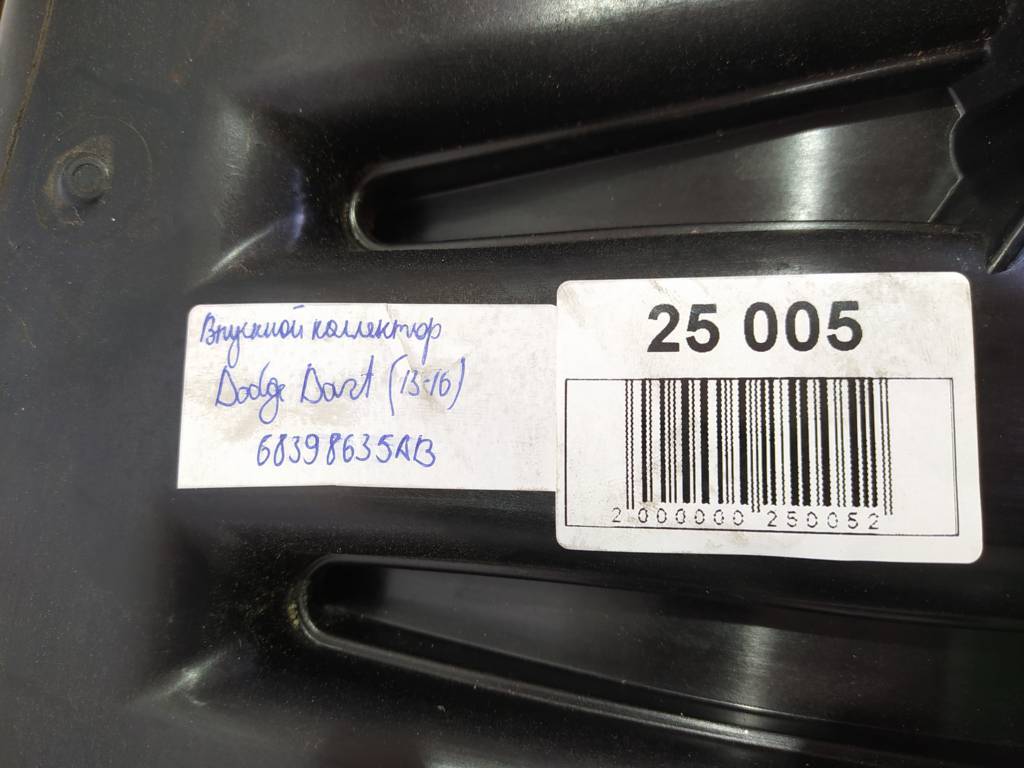 Впускной коллектор
Dodge Dart (13-16)
68398635AB
25 005
2 000000 250052